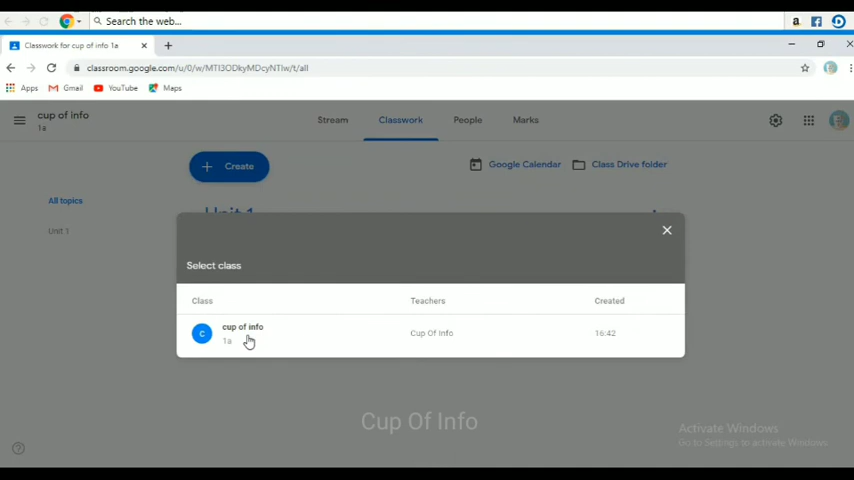 Search the web...
Classwork for cup of info 1a
classroom.google.com/u/0/w/MTI3ODkyMDcyNTIw/t/all
Apps Gmail YouTube Maps
cup of info
1a
Stream Classwork People Marks
Create
Google Calendar Class Drive folder
All topics
Unit 1
Unit 1
Select class
Class Teachers Created
C cup of info Cup Of Info 16:42
1a
Cup Of Info
Activate Windows
Go to Settings to activate Windows.